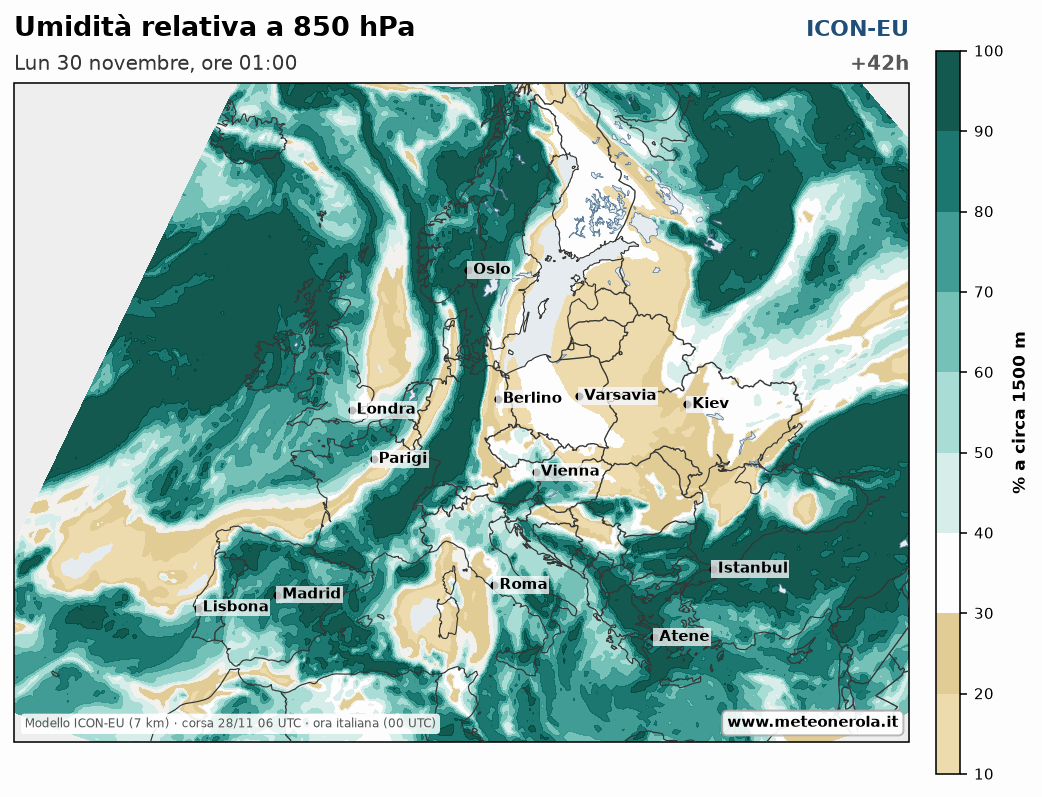 Umidità relativa a 850 hPa
ICON-EU
Lun 30 novembre, ore 01:00
+42h
100
90
80
70
60
50
40
30
20
10
% a circa 1500 m
Oslo
Berlino
Varsavia
Kiev
Londra
Parigi
Vienna
Istanbul
Roma
Madrid
Lisbona
Atene
Modello ICON-EU (7 km) · corsa 28/11 06 UTC · ora italiana (00 UTC)
www.meteonerola.it